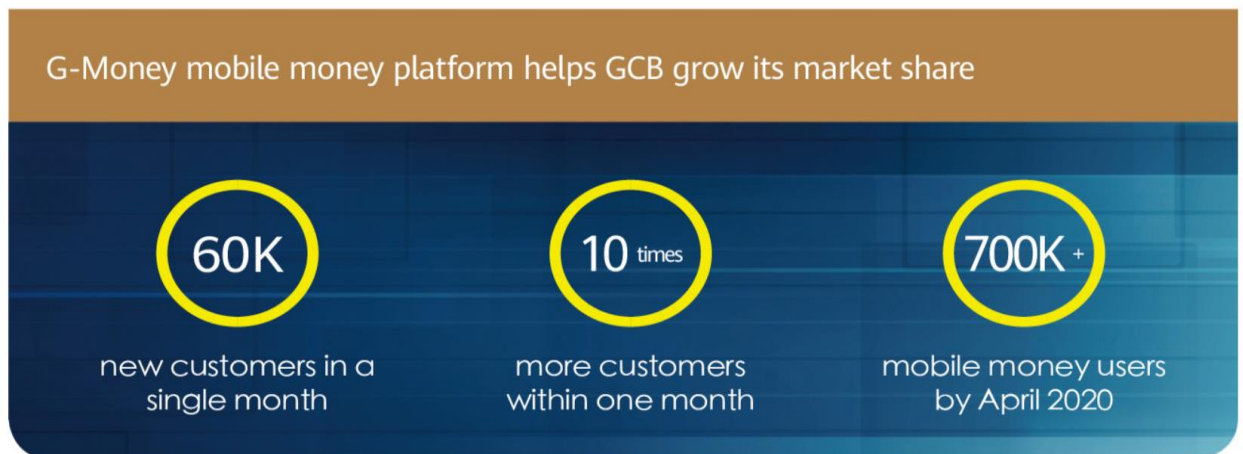 G-Money mobile money platform helps GCB grow its market share
60K
new customers in a
single month
10 times
more customers
within one month
700K +
mobile money users
by April 2020